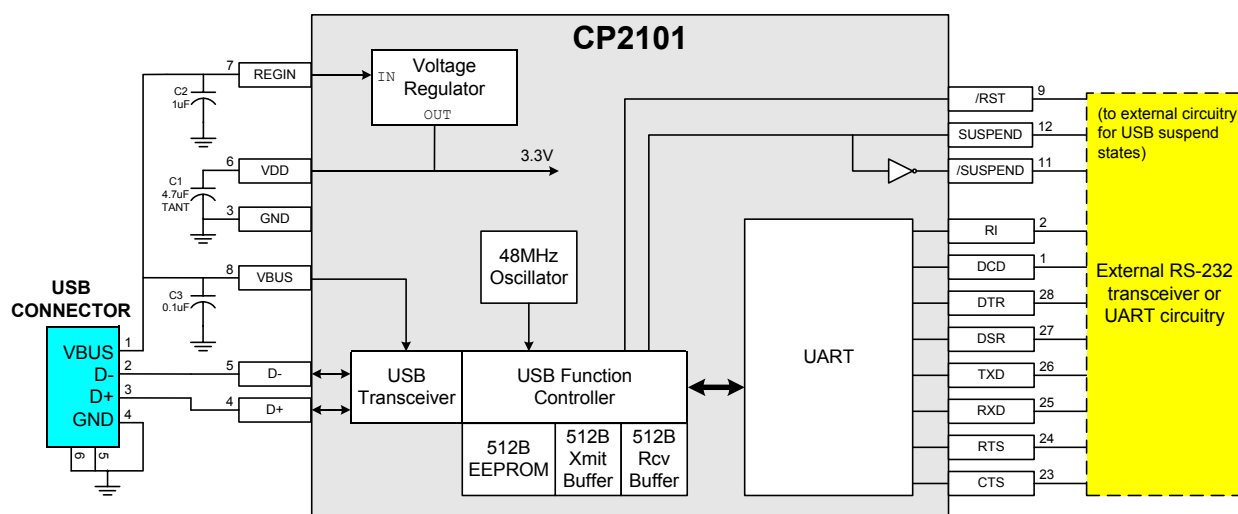 CP2101
7
REGIN
C2
1uF
IN
Voltage
Regulator
OUT
6
VDD
3.3V
C1
4.7uF
TANT
3
GND
8
VBUS
C3
0.1uF
USB
CONNECTOR
VBUS
1
D-
2
D+
3
GND
4
6
5
5
D-
4
D+
48MHz
Oscillator
USB
Transceiver
USB Function
Controller
512B
EEPROM
512B
Xmit
Buffer
512B
Rcv
Buffer
UART
/RST
9
SUSPEND
12
/SUSPEND
11
RI
2
DCD
1
DTR
28
DSR
27
TXD
26
RXD
25
RTS
24
CTS
23
(to external circuitry
for USB suspend
states)
External RS-232
transceiver or
UART circuitry